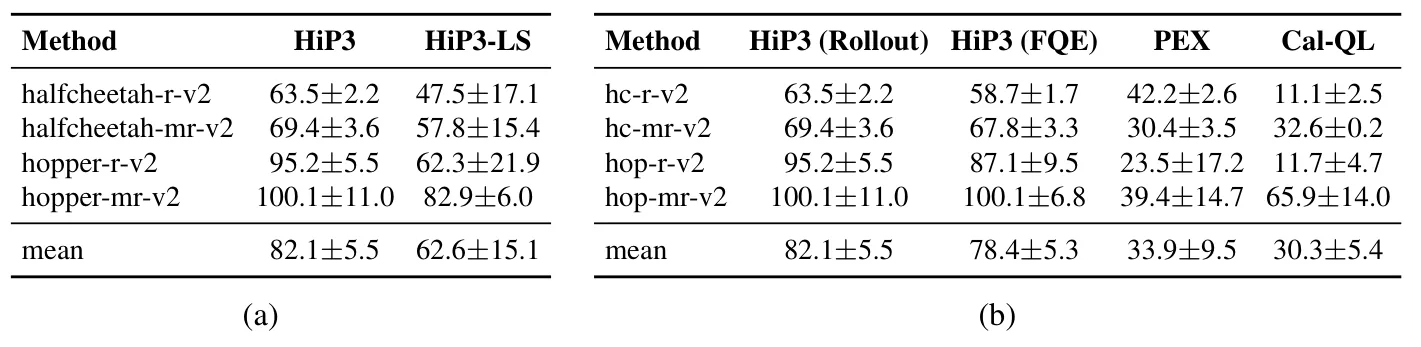 Method HiP3 HiP3-LS
halfcheetah-r-v2 63.5±2.2 47.5±17.1
halfcheetah-mr-v2 69.4±3.6 57.8±15.4
hopper-r-v2 95.2±5.5 62.3±21.9
hopper-mr-v2 100.1±11.0 82.9±6.0
mean 82.1±5.5 62.6±15.1
(a)
Method HiP3 (Rollout) HiP3 (FQE) PEX Cal-QL
hc-r-v2 63.5±2.2 58.7±1.7 42.2±2.6 11.1±2.5
hc-mr-v2 69.4±3.6 67.8±3.3 30.4±3.5 32.6±0.2
hop-r-v2 95.2±5.5 87.1±9.5 23.5±17.2 11.7±4.7
hop-mr-v2 100.1±11.0 100.1±6.8 39.4±14.7 65.9±14.0
mean 82.1±5.5 78.4±5.3 33.9±9.5 30.3±5.4
(b)